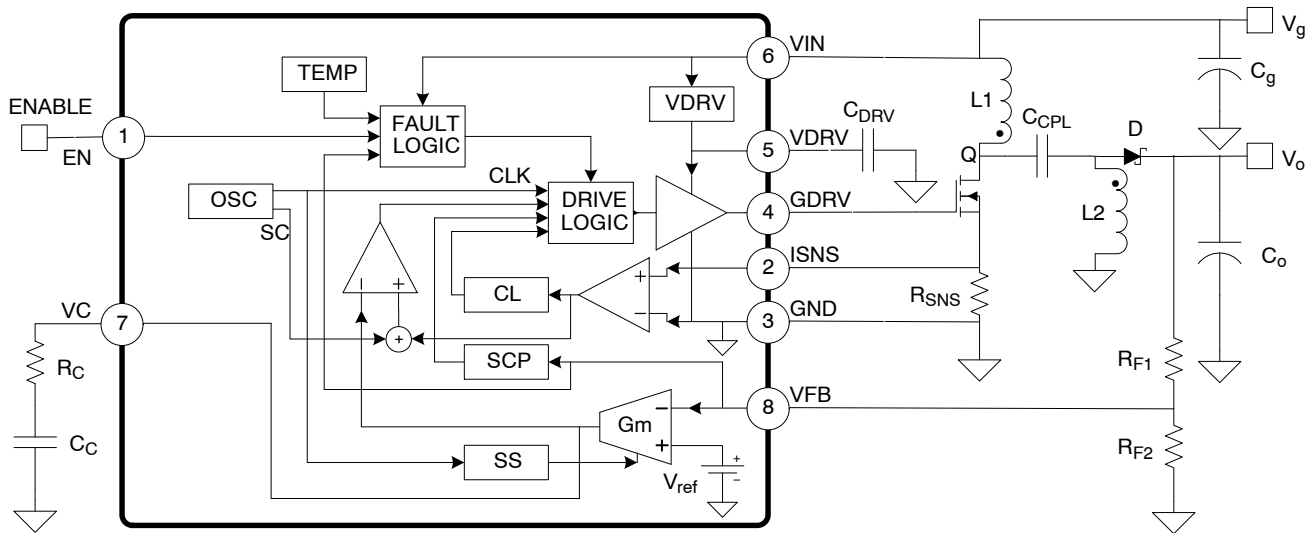 6
VIN
Vg
TEMP
VDRV
L1
Cg
ENABLE
EN
1
FAULT
LOGIC
CDRV
CCPL
D
5
VDRV
Q
Vo
CLK
OSC
SC
DRIVE
LOGIC
4
GDRV
L2
Co
2
ISNS
+
−
CL
RSNS
− +
+
3
GND
VC
7
RC
SCP
RF1
8
VFB
CC
Gm
−
+
SS
Vref
+
−
RF2